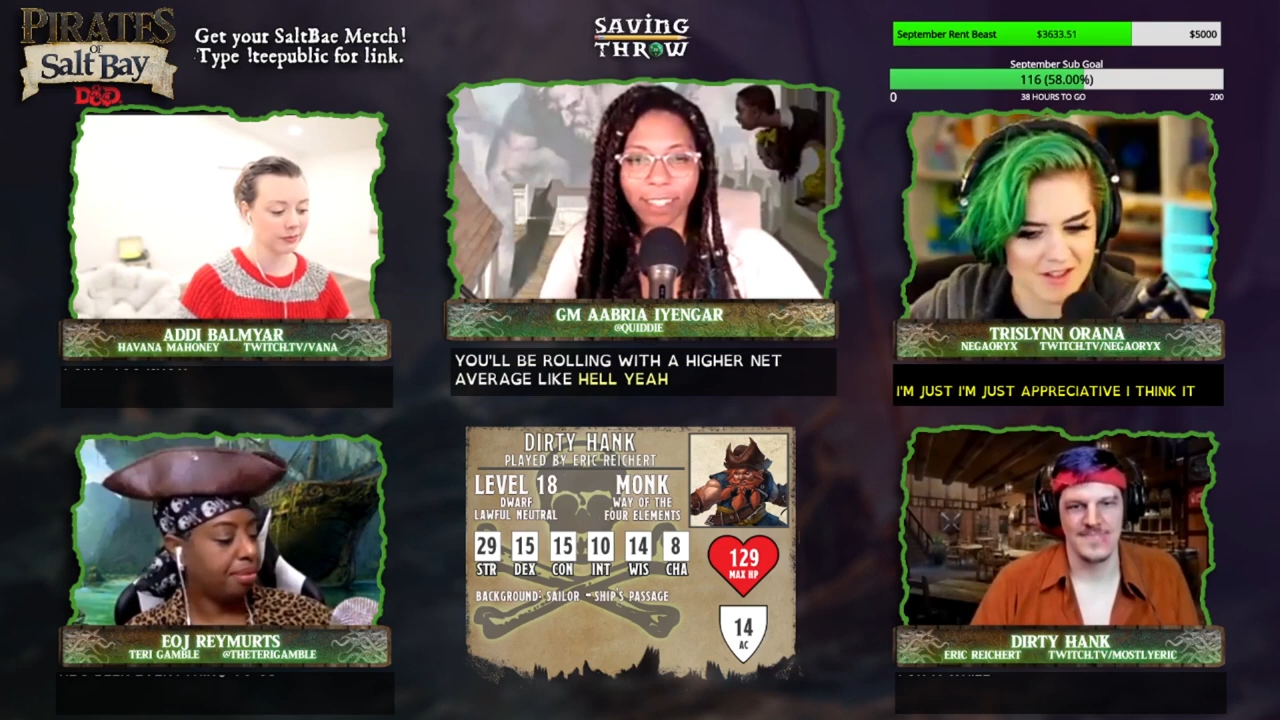 PIRATES
OF
Salt Bay
D&D
Get your SaltBae Merch!
Type !teepublic for link.
SAVING
THROW
September Rent Beast $3633.51 $5000
September Sub Goal
116 (58.00%)
0 38 HOURS TO GO 200
ADDI BALMYAR
HAVANA MAHONEY TWITCH.TV/VANA
GM AABRIA IYENGAR
@QUIDDIE
YOU'LL BE ROLLING WITH A HIGHER NET
AVERAGE LIKE HELL YEAH
TRISLYNN ORANA
NEGAORYX TWITCH.TV/NEGAORYX
I'M JUST I'M JUST APPRECIATIVE I THINK IT
DIRTY HANK
PLAYED BY ERIC REICHERT
LEVEL 18 MONK
DWARF WAY OF THE
LAWFUL NEUTRAL FOUR ELEMENTS
29 15 15 10 14 8
STR DEX CON INT WIS CHA
129
MAX HP
BACKGROUND: SAILOR - SHIP'S PASSAGE
14
AC
EOJ REYMURTS
TERI GAMBLE @THETERIGAMBLE
DIRTY HANK
ERIC REICHERT TWITCH.TV/MOSTLYERIC